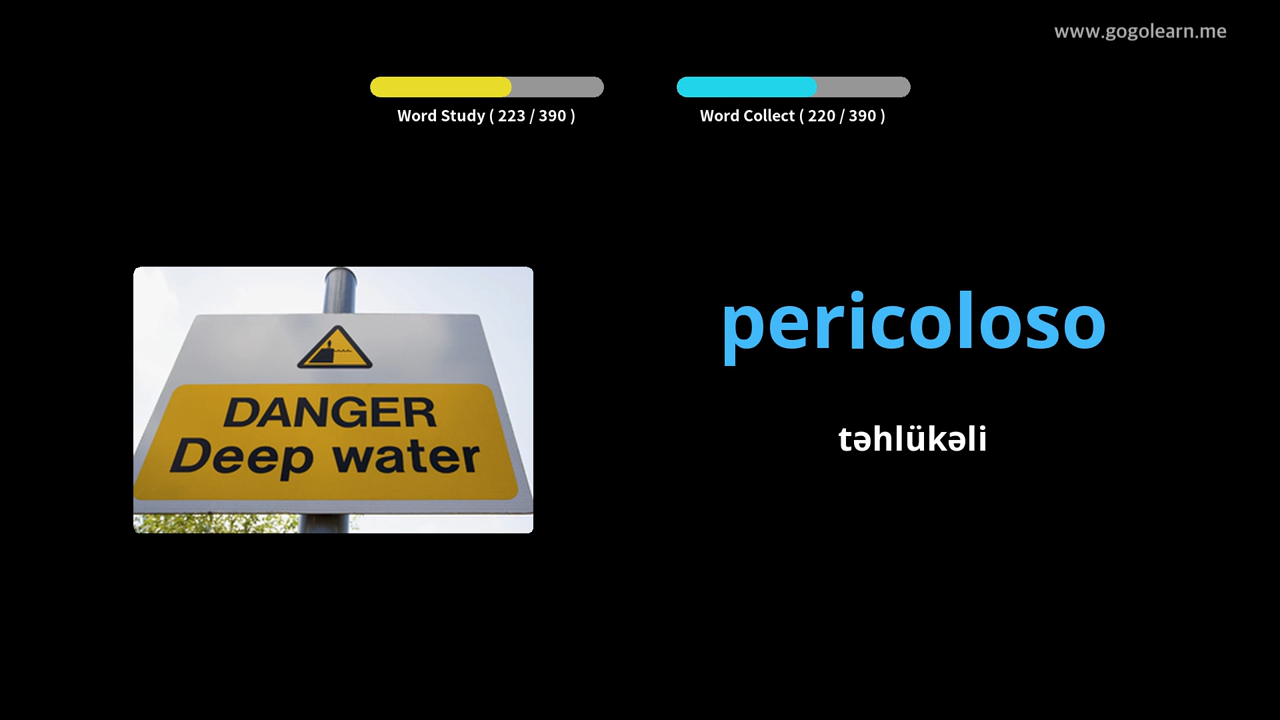 www.gogolearn.me
Word Study ( 223 / 390 )
Word Collect ( 220 / 390 )
DANGER
Deep water
pericoloso
təhlükəli